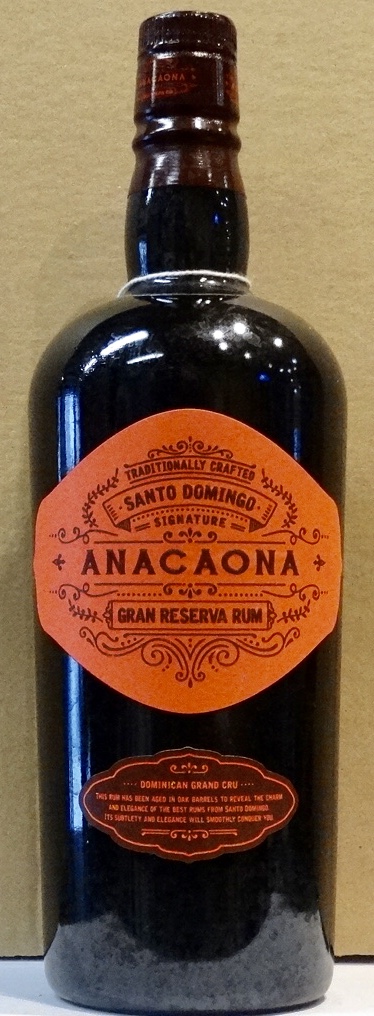 ANACAONA
TRADITIONALLY CRAFTED
SANTO DOMINGO
SIGNATURE
ANACAONA
GRAN RESERVA RUM
DOMINICAN GRAND CRU
THIS RUM HAS BEEN AGED IN OAK BARRELS TO REVEAL THE CHARM
AND ELEGANCE OF THE BEST RUMS FROM SANTO DOMINGO.
ITS SUBTLETY AND ELEGANCE WILL SMOOTHLY CONQUER YOU